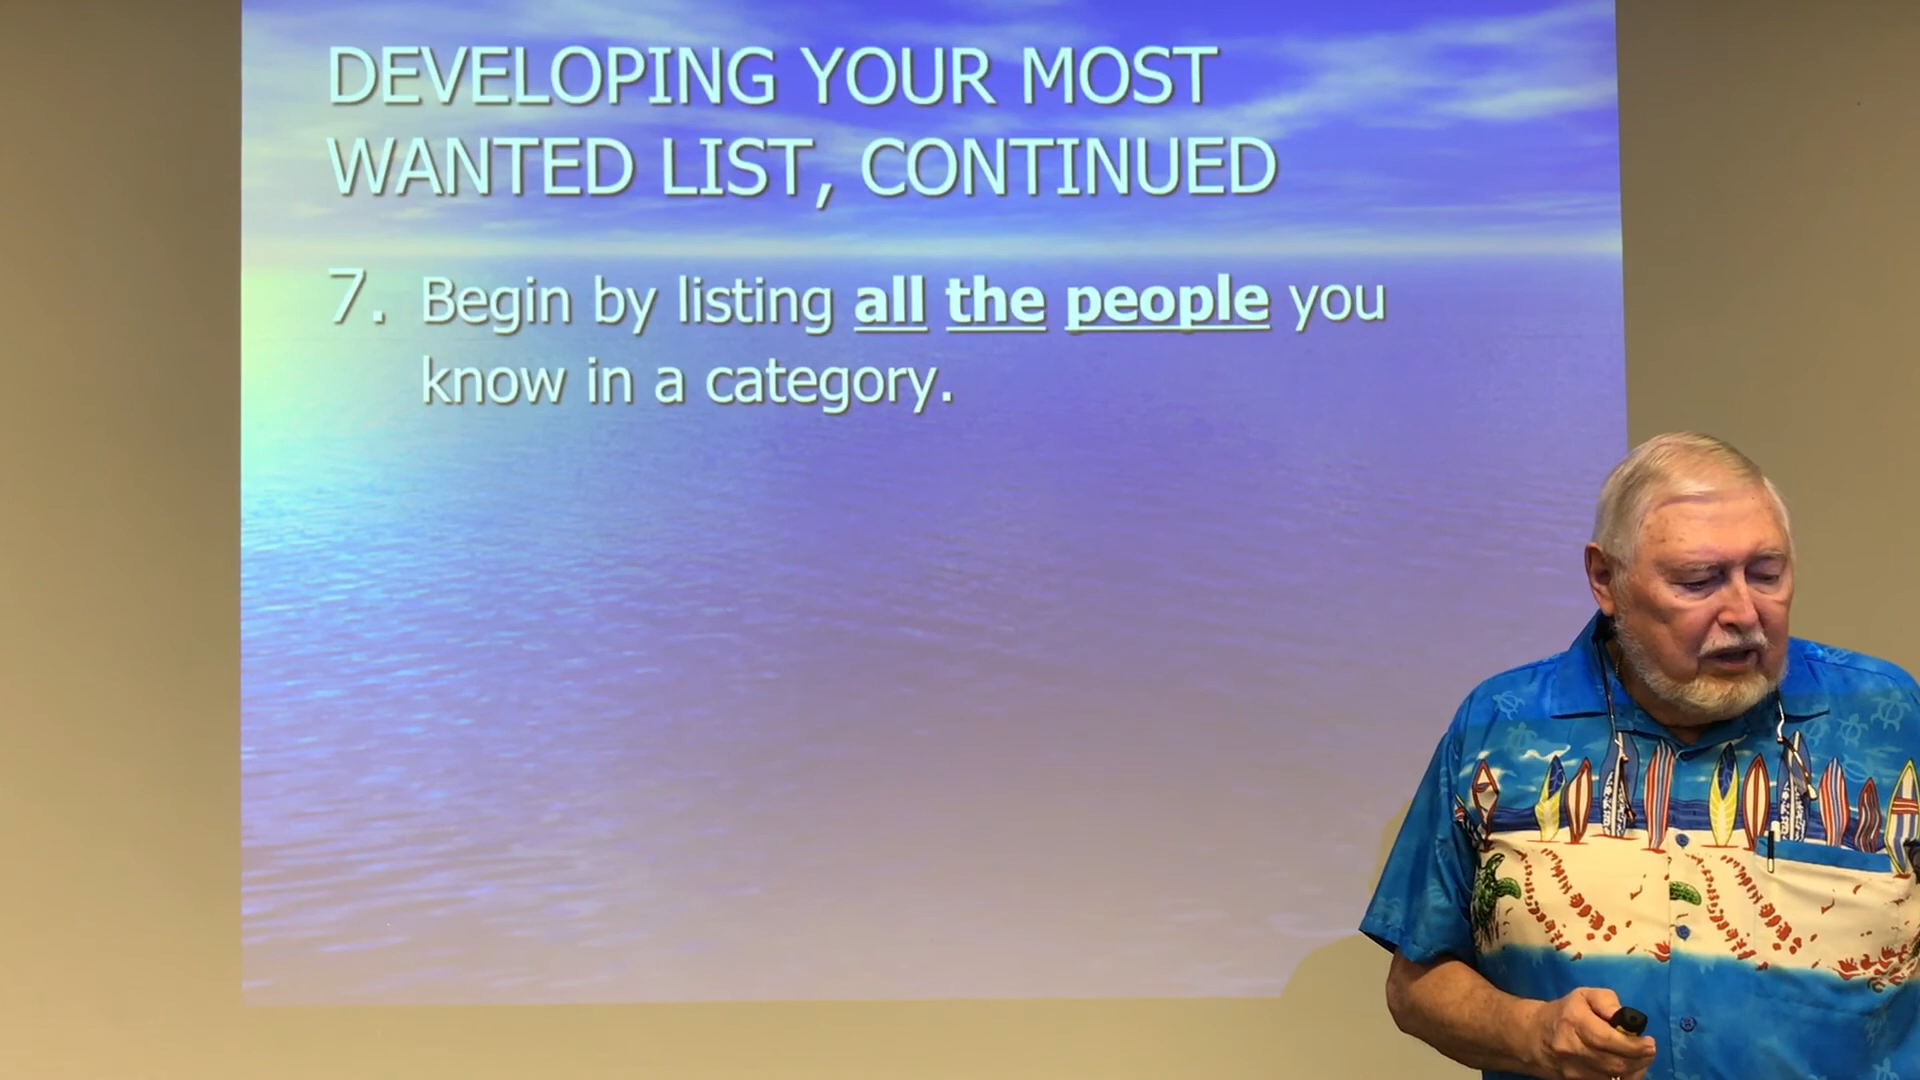 DEVELOPING YOUR MOST
WANTED LIST, CONTINUED
7. Begin by listing all the people you
know in a category.